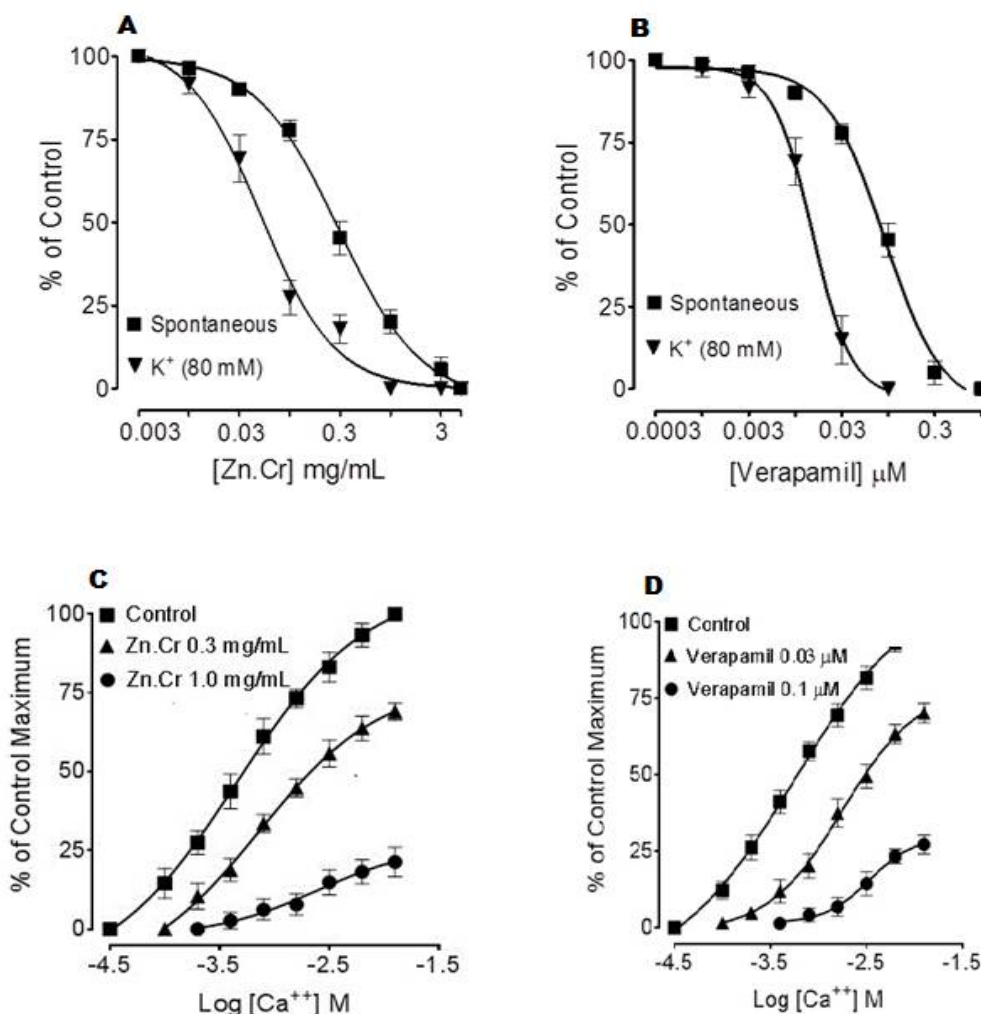 A
100
75
50
25
0
% of Control
Spontaneous
K⁺ (80 mM)
0.003 0.03 0.3 3
[Zn.Cr] mg/mL
B
100
75
50
25
0
% of Control
Spontaneous
K⁺ (80 mM)
0.0003 0.003 0.03 0.3
[Verapamil] μM
C
100
75
50
25
0
% of Control Maximum
Control
Zn.Cr 0.3 mg/mL
Zn.Cr 1.0 mg/mL
-4.5 -3.5 -2.5 -1.5
Log [Ca⁺⁺] M
D
100
75
50
25
0
% of Control Maximum
Control
Verapamil 0.03 μM
Verapamil 0.1 μM
-4.5 -3.5 -2.5 -1.5
Log [Ca⁺⁺] M